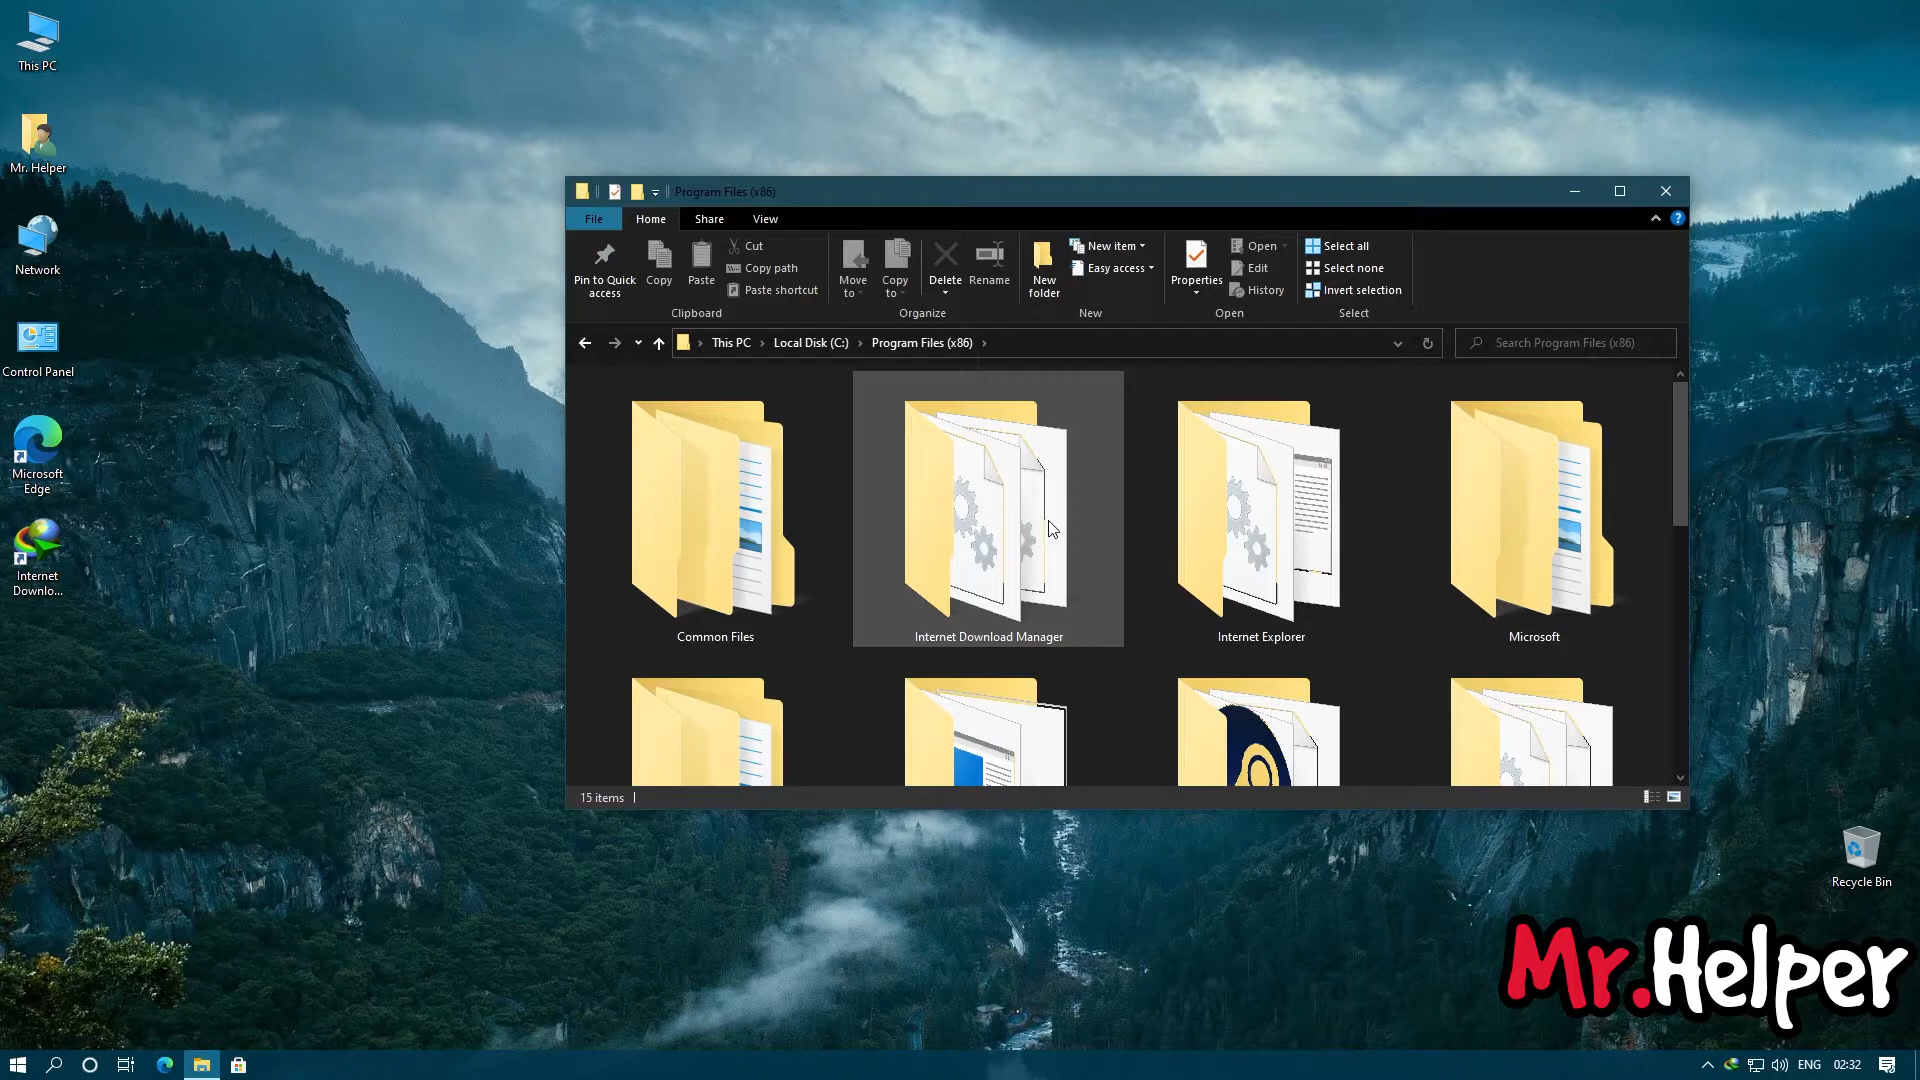 This PC
Mr. Helper
Network
Control Panel
Microsoft
Edge
Internet
Downlo...
Program Files (x86)
File
Home
Share
View
Pin to Quick
access
Copy
Paste
Cut
Copy path
Paste shortcut
Clipboard
Move
to
Copy
to
Delete
Rename
Organize
New
folder
New item
Easy access
New
Properties
Open
Edit
History
Open
Select all
Select none
Invert selection
Select
This PC
Local Disk (C:)
Program Files (x86)
Search Program Files (x86)
Common Files
Internet Download Manager
Internet Explorer
Microsoft
15 items
Recycle Bin
Mr.Helper
ENG
02:32